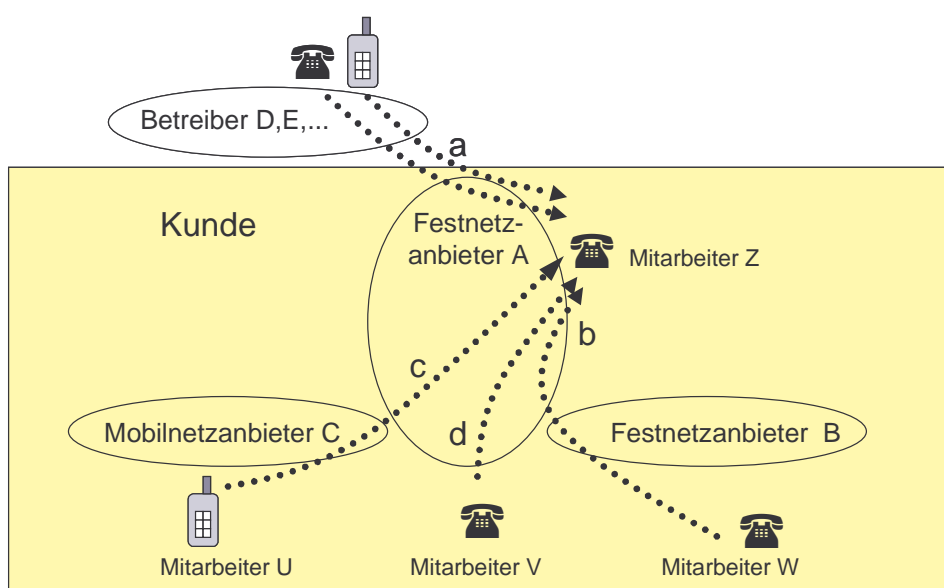 Betreiber D,E,...
a
Kunde
Festnetz-
anbieter A
Mitarbeiter Z
b
c
d
Mobilnetzanbieter C
Festnetzanbieter B
Mitarbeiter U
Mitarbeiter V
Mitarbeiter W